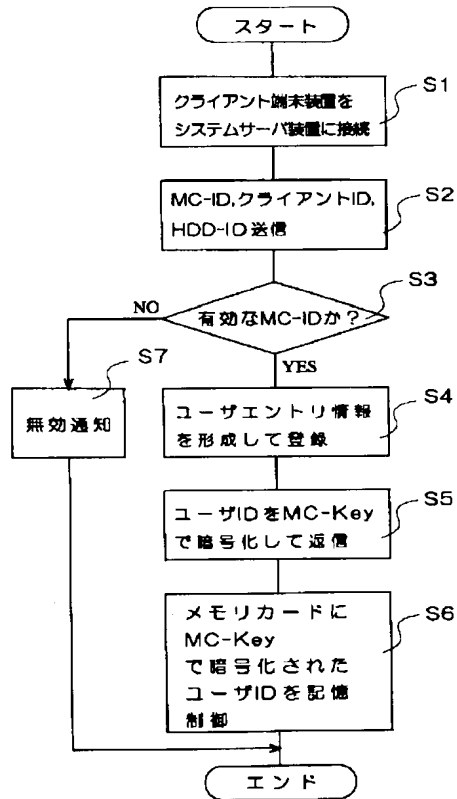 スタート
S1
クライアント端末装置を
システムサーバ装置に接続
S2
MC-ID,クライアントID,
HDD-ID送信
S3
有効なMC-IDか?
NO
YES
S7
無効通知
S4
ユーザエントリ情報
を形成して登録
S5
ユーザIDをMC-Key
で暗号化して返信
S6
メモリカードに
MC-Key
で暗号化された
ユーザIDを記憶
制御
エンド